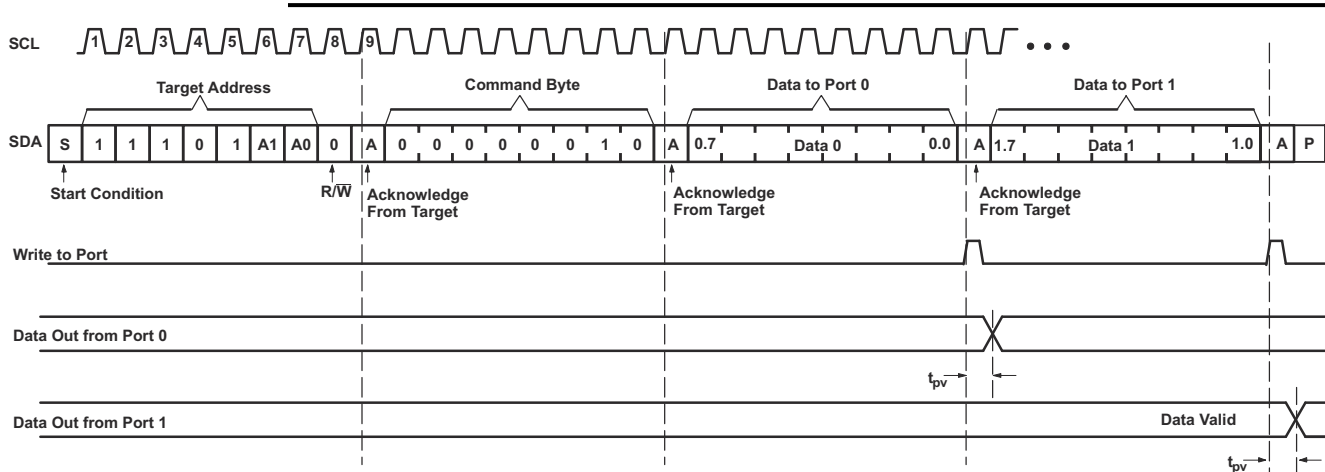 SCL 1 2 3 4 5 6 7 8 9
Target Address Command Byte Data to Port 0 Data to Port 1
SDA S 1 1 1 0 1 A1 A0 0 A 0 0 0 0 0 0 1 0 A 0.7 Data 0 0.0 A 1.7 Data 1 1.0 A P
Start Condition R/W Acknowledge From Target Acknowledge From Target Acknowledge From Target
Write to Port
Data Out from Port 0
tpv
Data Out from Port 1 Data Valid
tpv